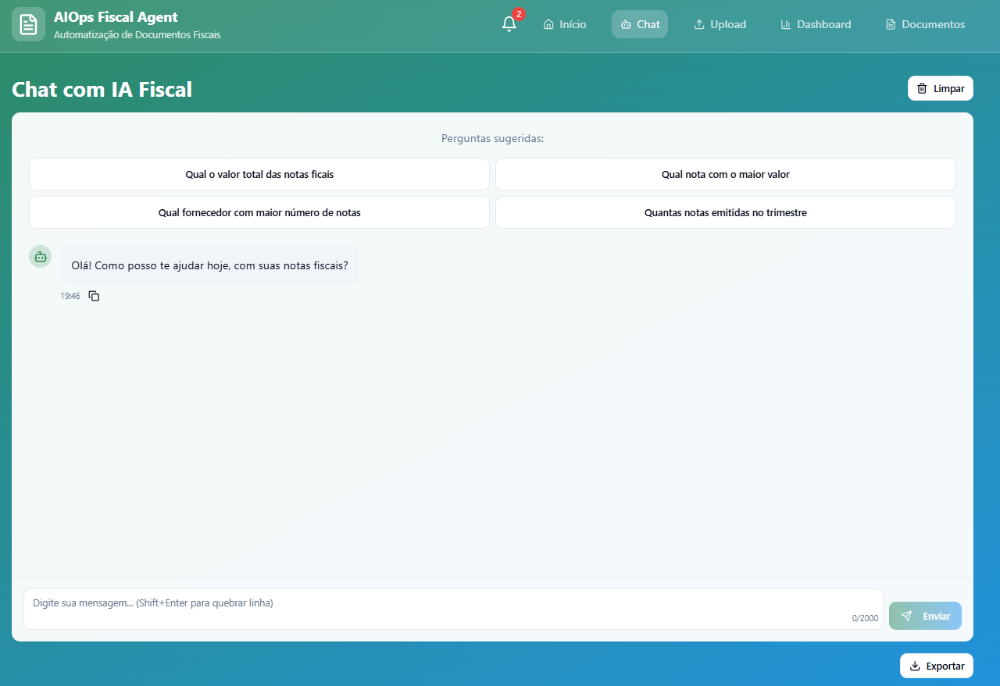 AIOps Fiscal Agent
Automatização de Documentos Fiscais
2
Início
Chat
Upload
Dashboard
Documentos
Chat com IA Fiscal
Limpar
Perguntas sugeridas:
Qual o valor total das notas ficais
Qual nota com o maior valor
Qual fornecedor com maior número de notas
Quantas notas emitidas no trimestre
Olá! Como posso te ajudar hoje, com suas notas fiscais?
19:46
Digite sua mensagem... (Shift+Enter para quebrar linha)
0/2000
Enviar
Exportar